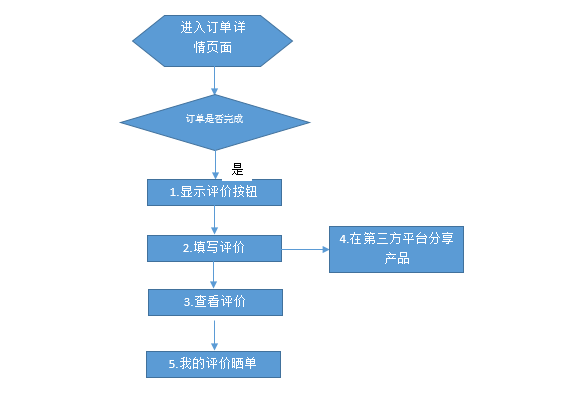 进入订单详
情页面
订单是否完成
是
1.显示评价按钮
2.填写评价
4.在第三方平台分享
产品
3.查看评价
5.我的评价晒单